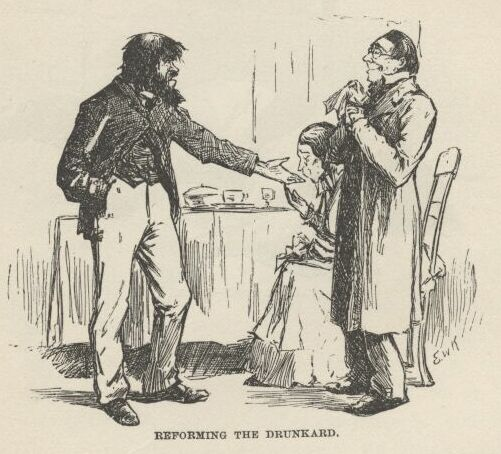 E.W.K.
REFORMING THE DRUNKARD.